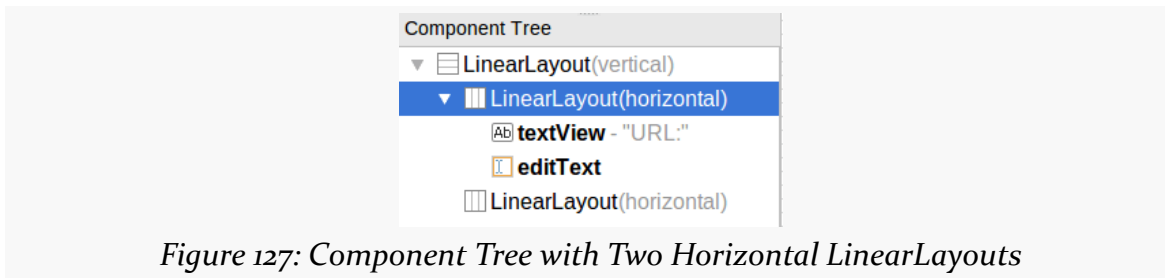 Component Tree
LinearLayout(vertical)
LinearLayout(horizontal)
Ab textView - "URL:"
editText
LinearLayout(horizontal)
Figure 127: Component Tree with Two Horizontal LinearLayouts